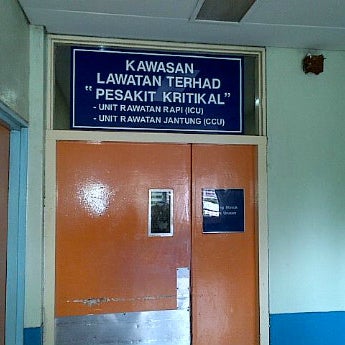 KAWASAN
LAWATAN TERHAD
“ PESAKIT KRITIKAL”
- UNIT RAWATAN RAPI (ICU)
- UNIT RAWATAN JANTUNG (CCU)